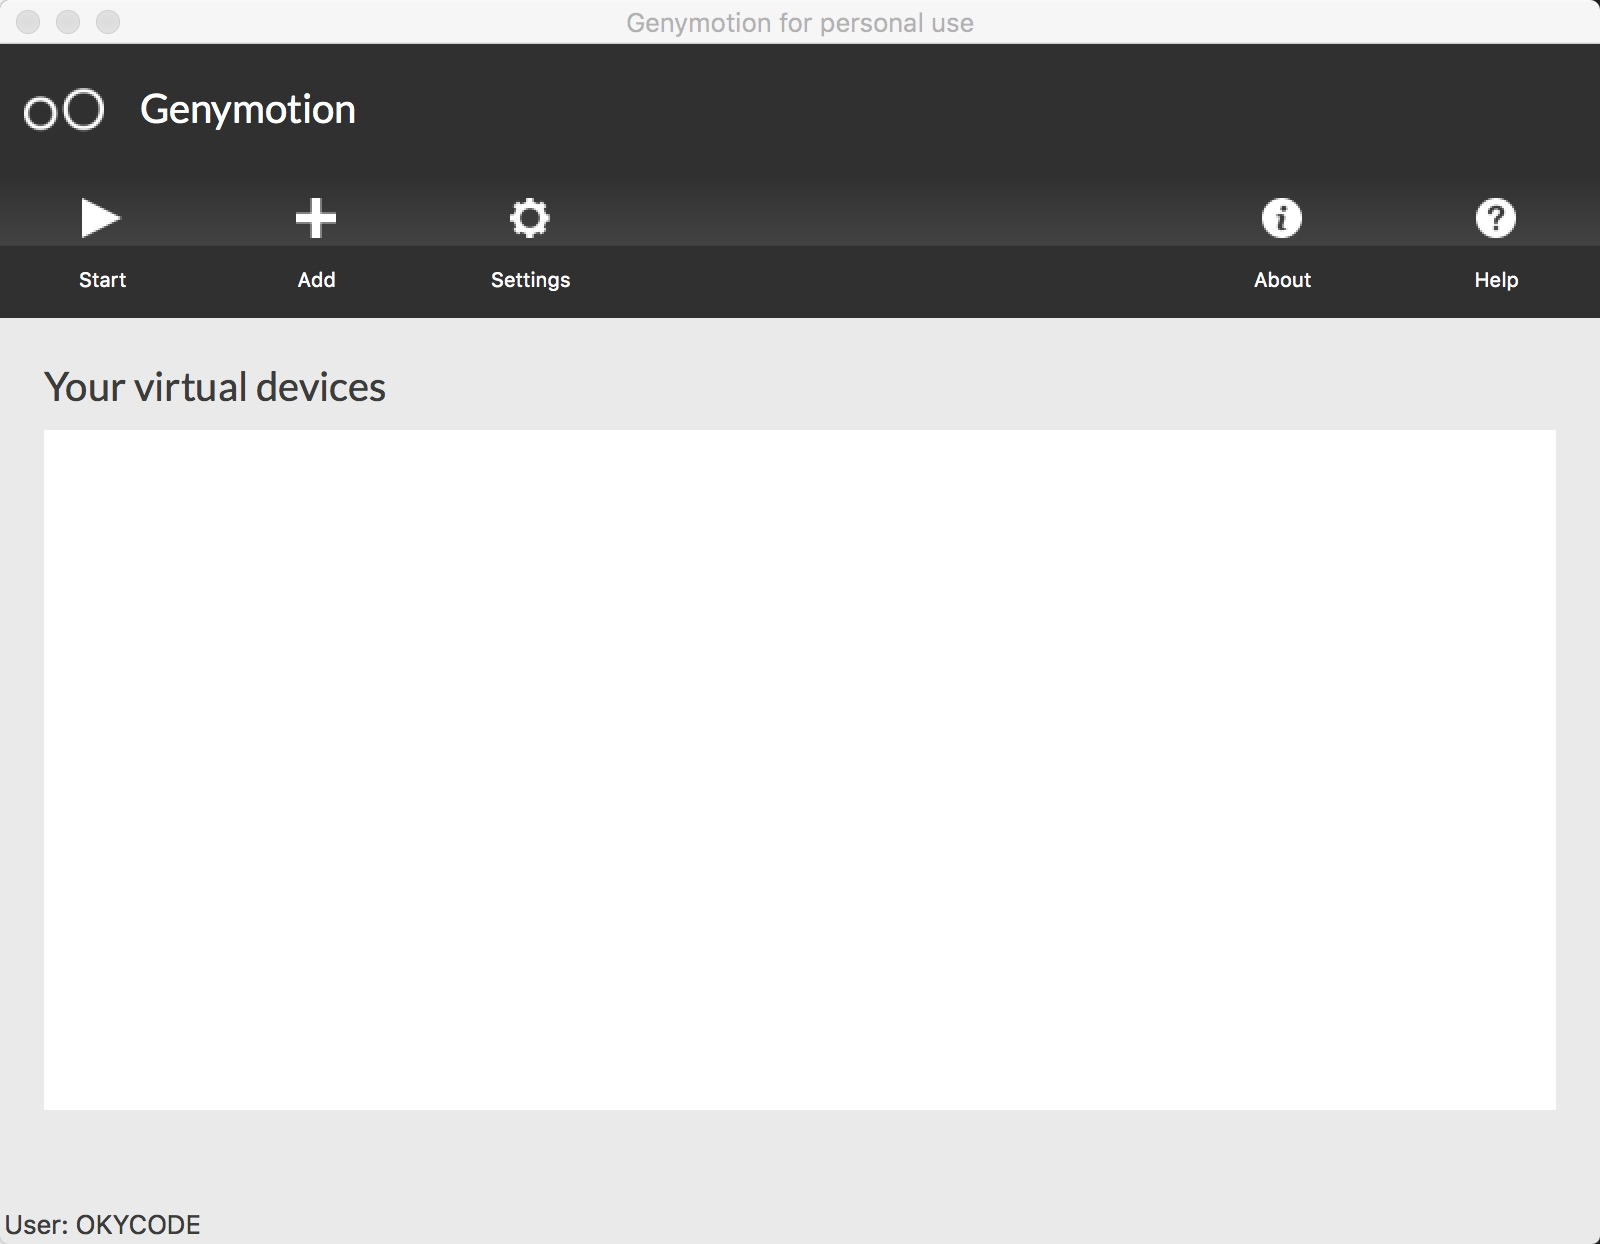 Genymotion for personal use
Genymotion
Start Add Settings About Help
Your virtual devices
User: OKYCODE